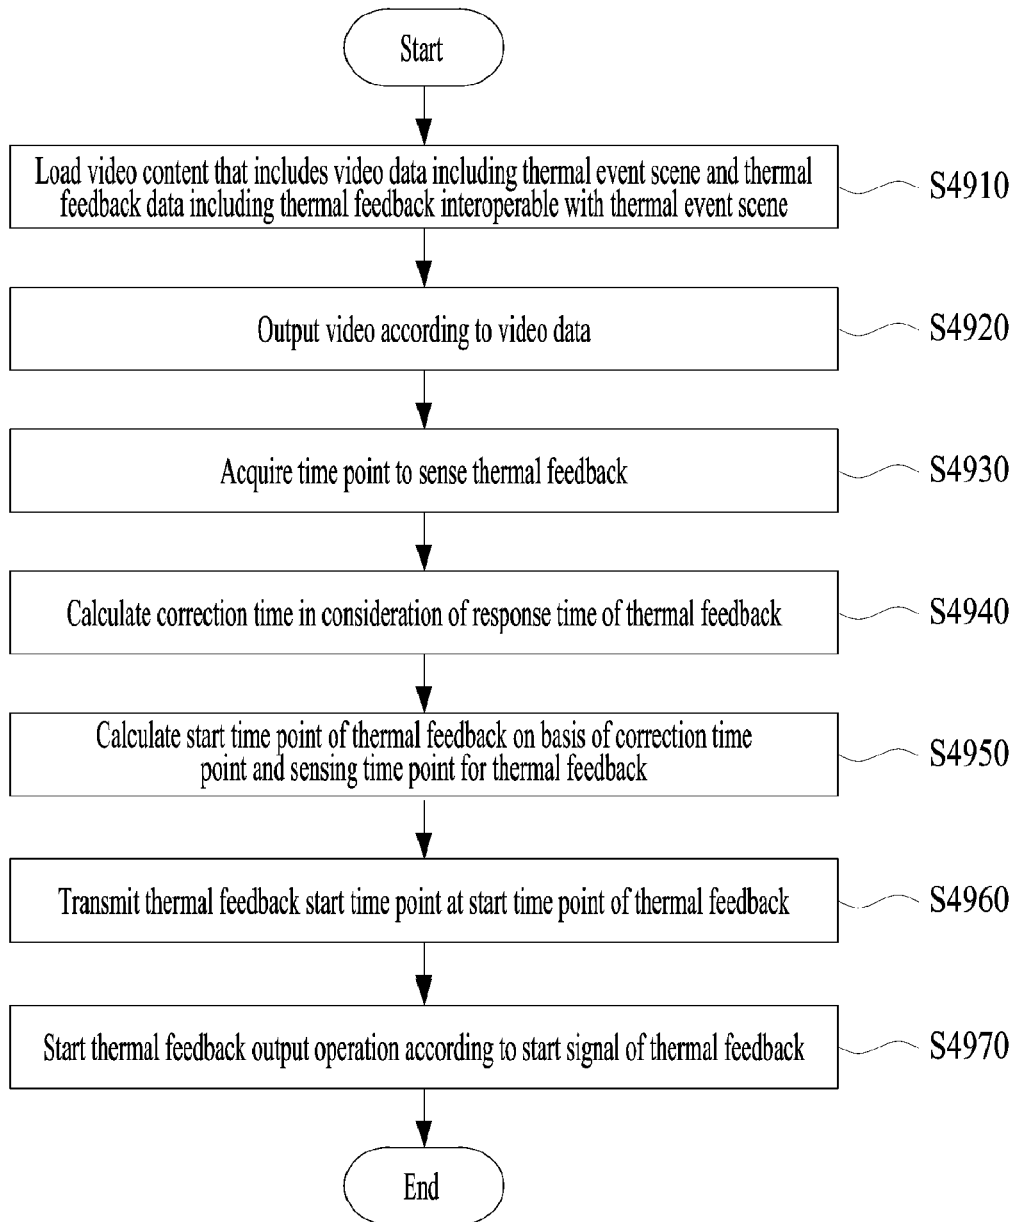 Start
Load video content that includes video data including thermal event scene and thermal
feedback data including thermal feedback interoperable with thermal event scene
S4910
Output video according to video data
S4920
Acquire time point to sense thermal feedback
S4930
Calculate correction time in consideration of response time of thermal feedback
S4940
Calculate start time point of thermal feedback on basis of correction time
point and sensing time point for thermal feedback
S4950
Transmit thermal feedback start time point at start time point of thermal feedback
S4960
Start thermal feedback output operation according to start signal of thermal feedback
S4970
End